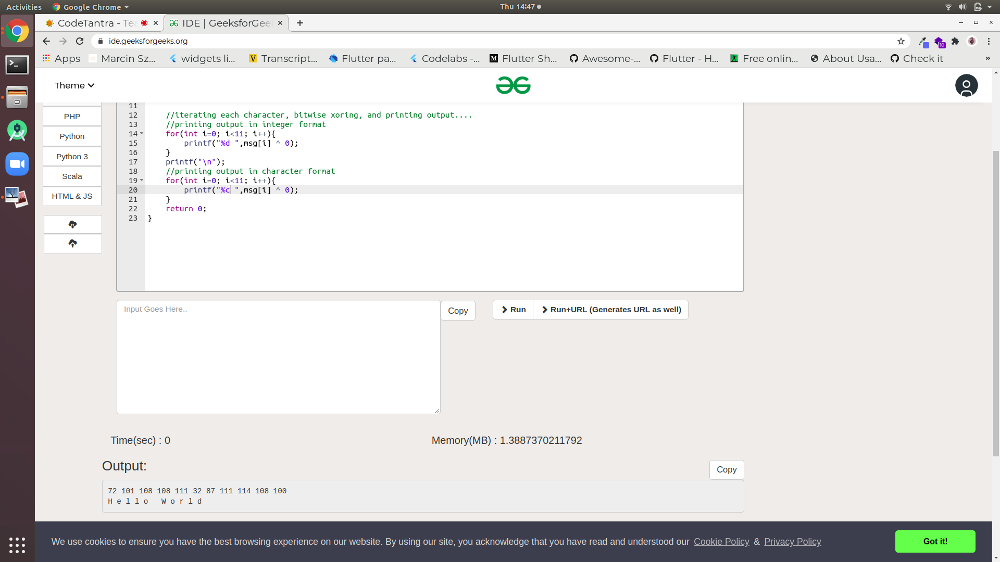 Activities
Google Chrome
Thu 14:47
CodeTantra - Tea
IDE | GeeksforGeek
ide.geeksforgeeks.org
10
Apps
Marcin Sz...
widgets li...
Transcript...
Flutter pa...
Codelabs -...
Flutter Sh...
Awesome-...
Flutter - H...
Free onlin...
About Usa...
Check it
»
Theme
PHP
Python
Python 3
Scala
HTML & JS
11
12 //iterating each character, bitwise xoring, and printing output....
13 //printing output in integer format
14 for(int i=0; i<11; i++){
15 printf("%d ",msg[i] ^ 0);
16 }
17 printf("\n");
18 //printing output in character format
19 for(int i=0; i<11; i++){
20 printf("%c ",msg[i] ^ 0);
21 }
22 return 0;
23 }
Input Goes Here..
Copy
Run
Run+URL (Generates URL as well)
Time(sec) : 0
Memory(MB) : 1.3887370211792
Output:
Copy
72 101 108 108 111 32 87 111 114 108 100
H e l l o   W o r l d
We use cookies to ensure you have the best browsing experience on our website. By using our site, you acknowledge that you have read and understood our Cookie Policy & Privacy Policy
Got it!